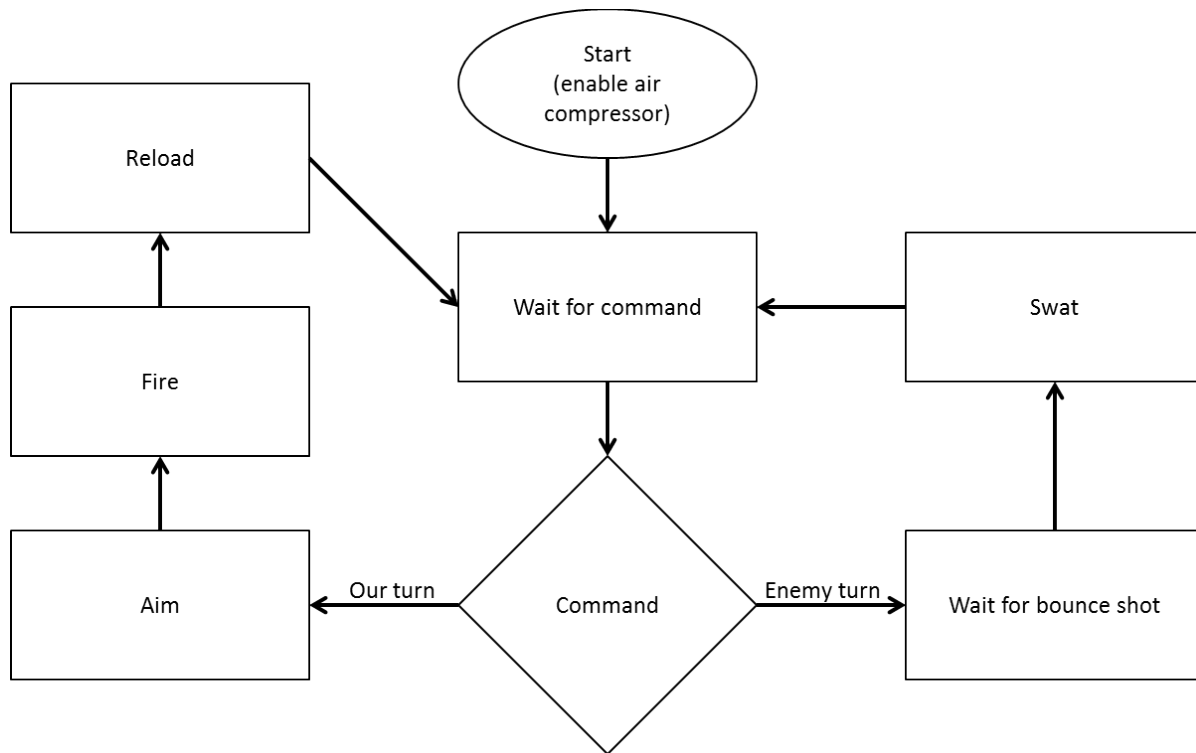 Start
(enable air
compressor)
Reload
Wait for command
Swat
Fire
Aim
Our turn
Command
Enemy turn
Wait for bounce shot